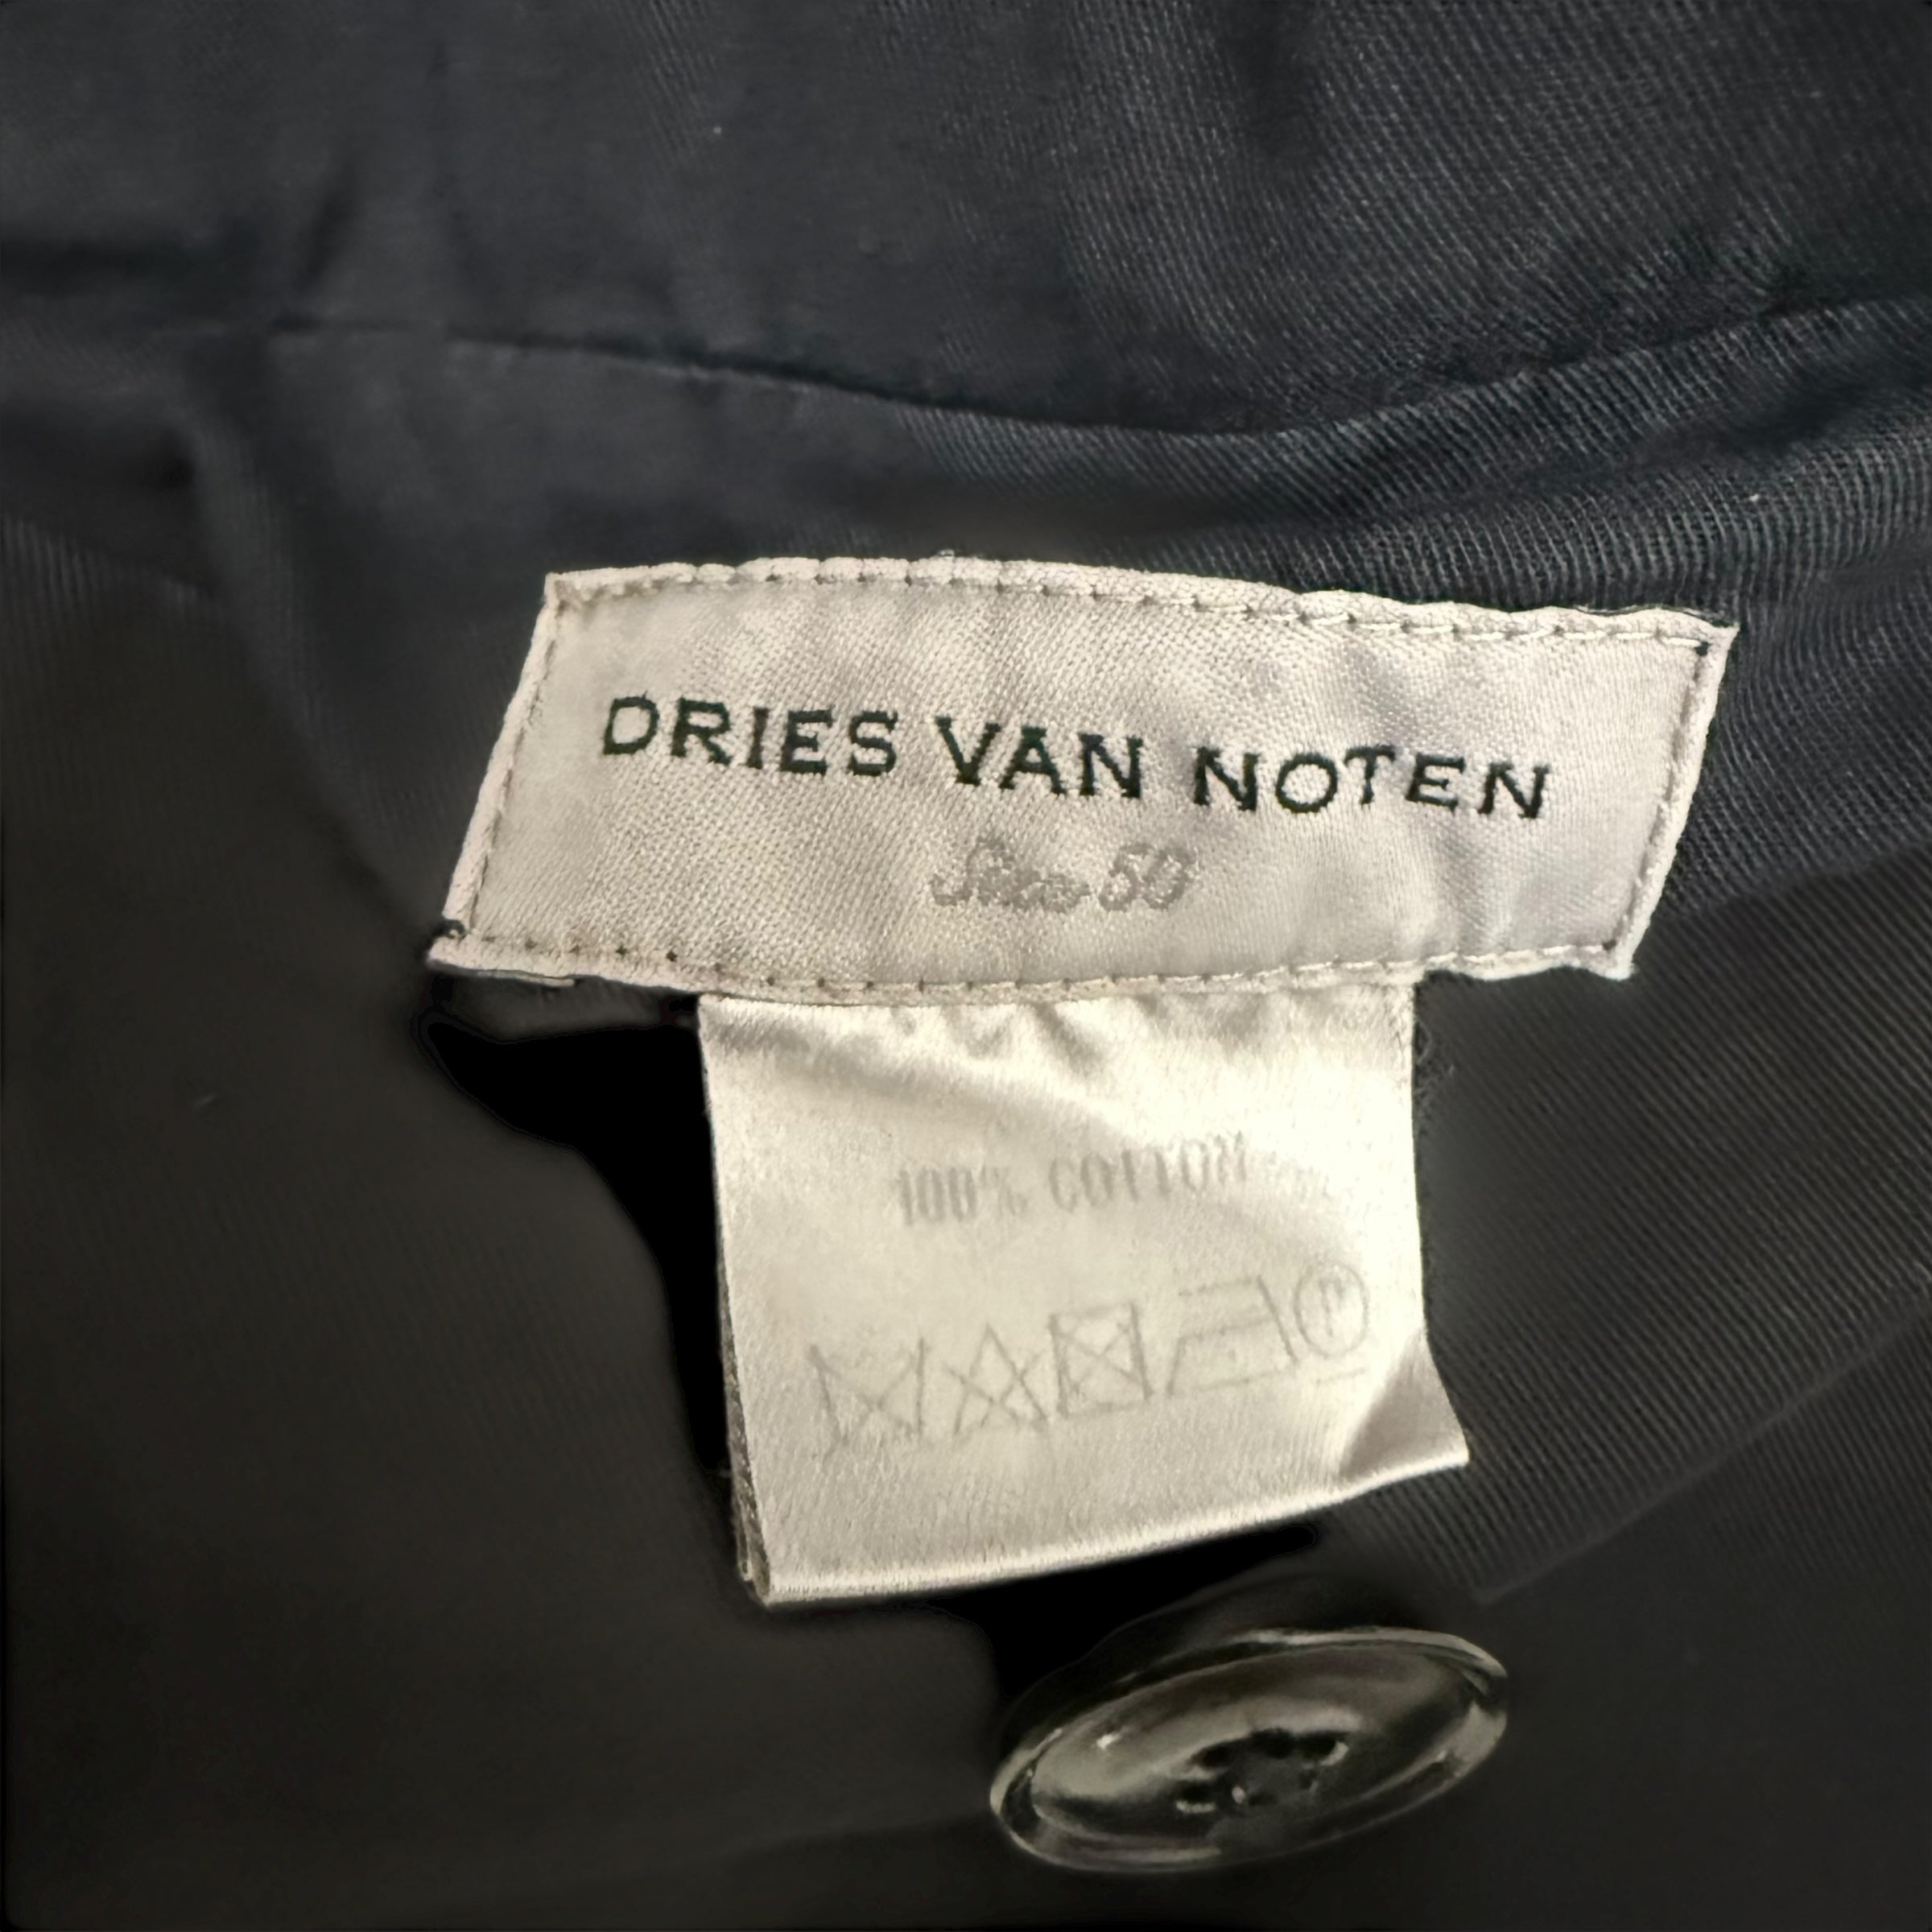 DRIES VAN NOTEN
Size 50
100% COTTON